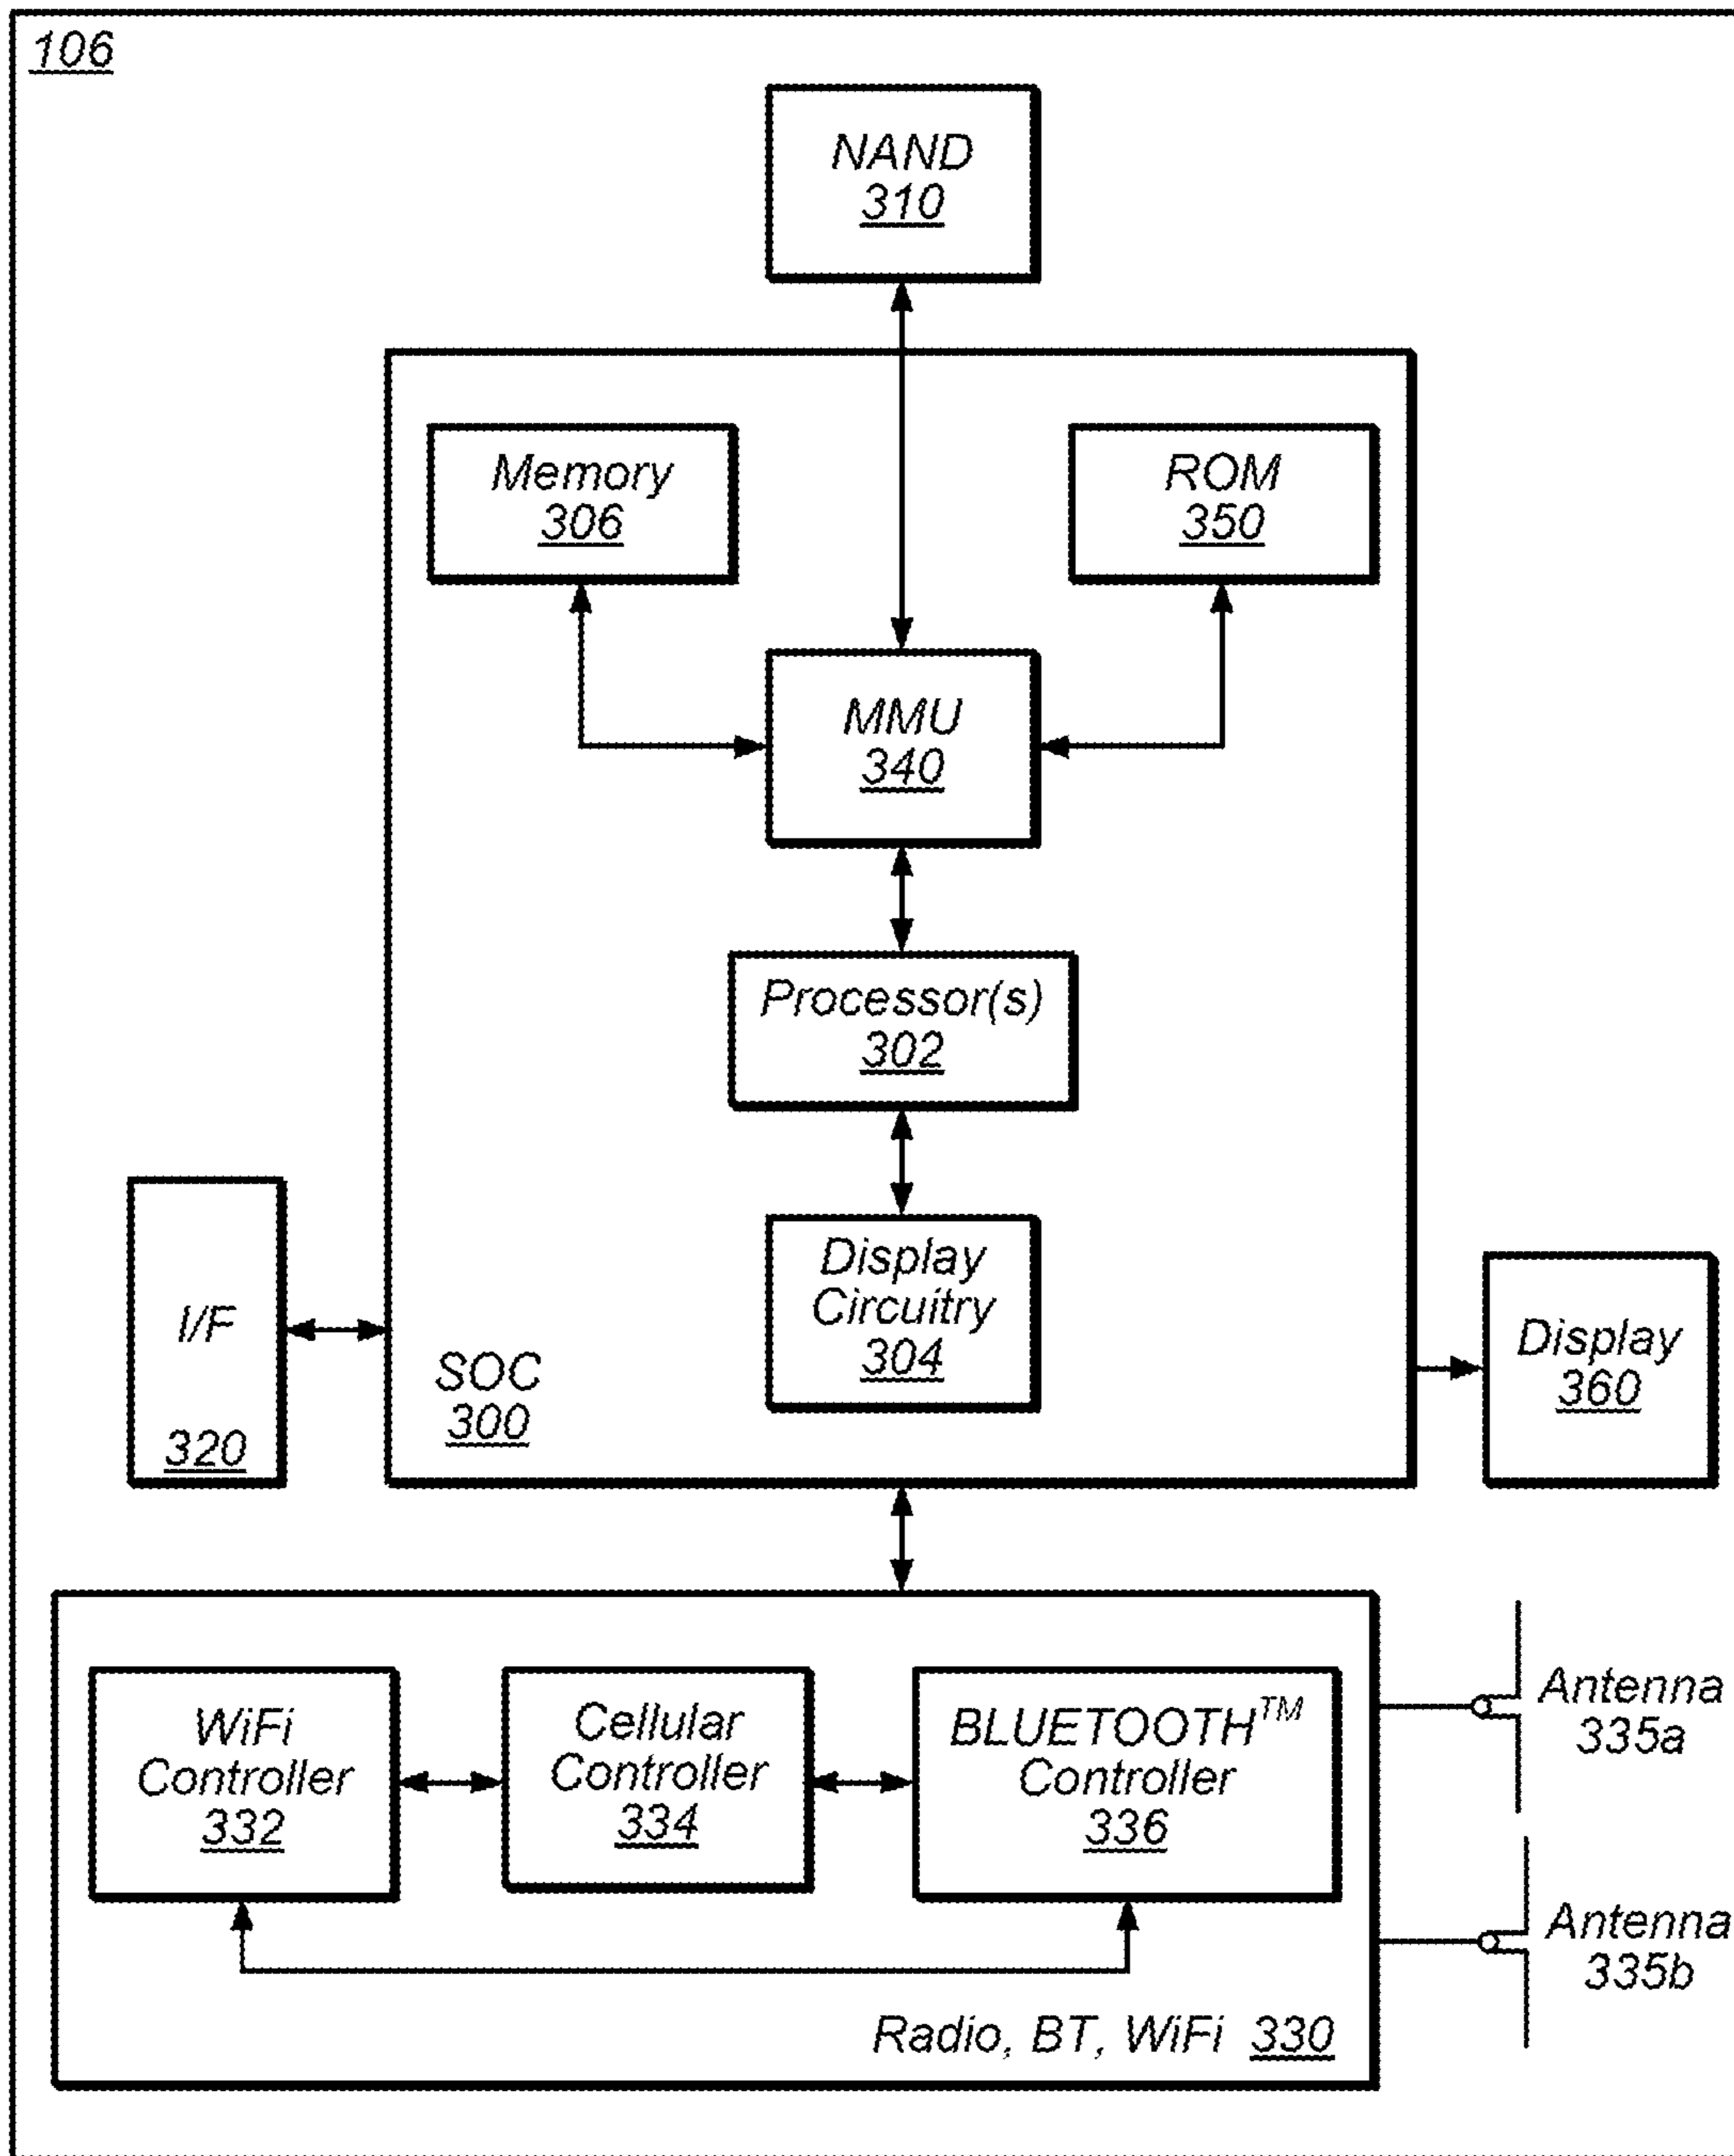 106
NAND
310
Memory
306
ROM
350
MMU
340
Processor(s)
302
Display
Circuitry
304
I/F
320
SOC
300
Display
360
WiFi
Controller
332
Cellular
Controller
334
BLUETOOTH™
Controller
336
Antenna
335a
Antenna
335b
Radio, BT, WiFi 330